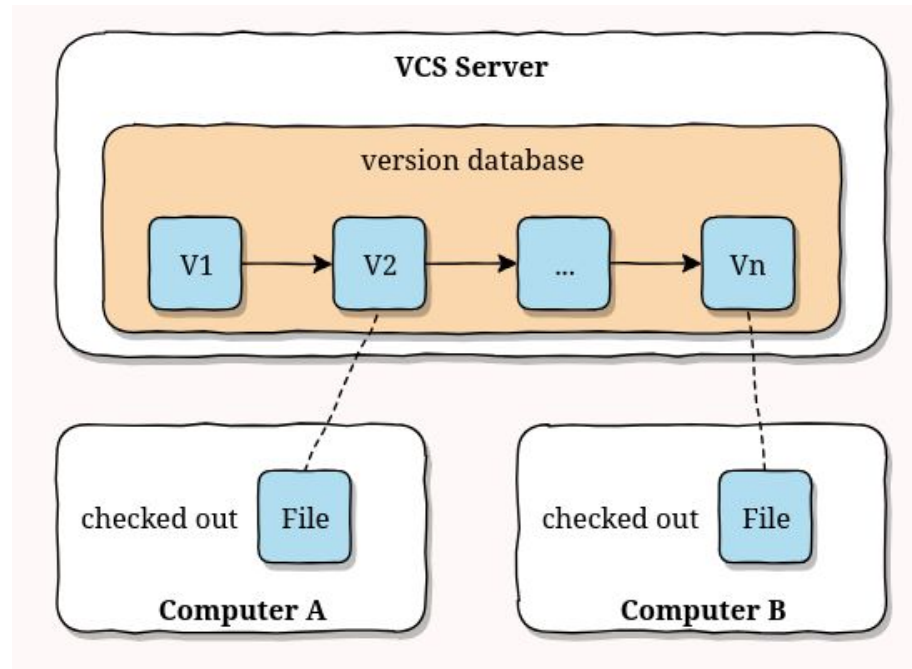 VCS Server
version database
V1
V2
...
Vn
checked out
File
Computer A
checked out
File
Computer B